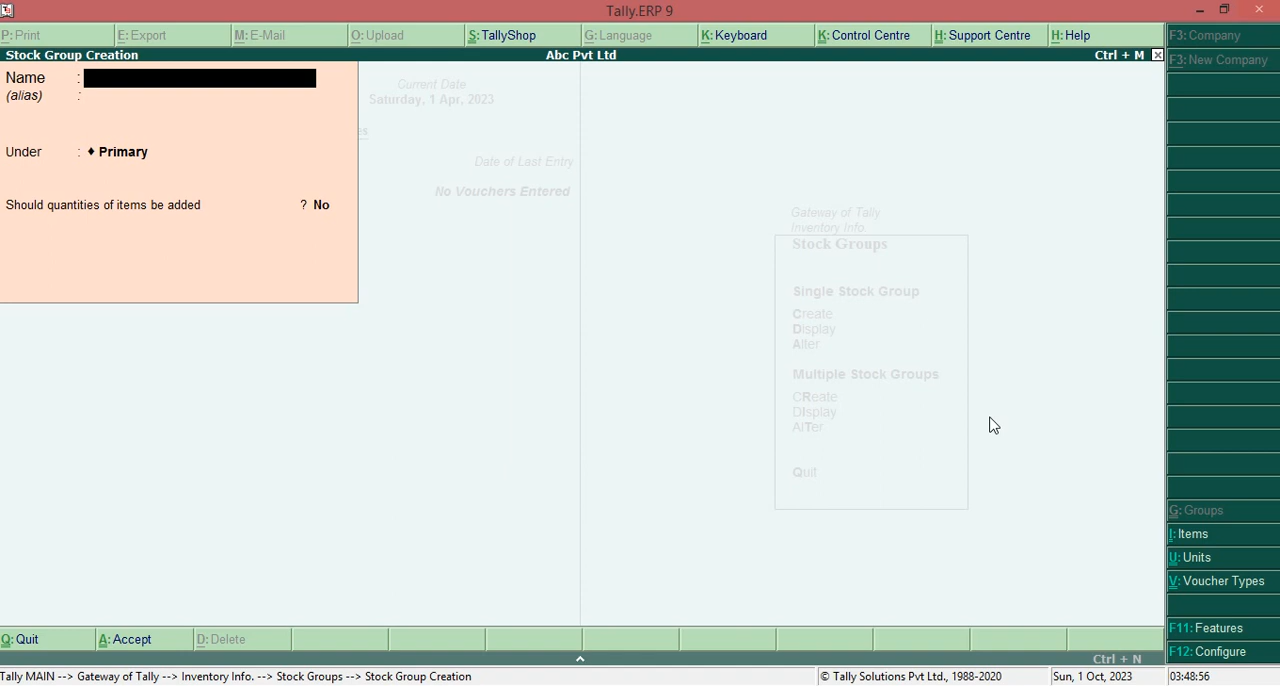 Tally.ERP 9
P: Print E: Export M: E-Mail O: Upload S: TallyShop G: Language K: Keyboard K: Control Centre H: Support Centre H: Help
F3: Company
Stock Group Creation Abc Pvt Ltd Ctrl + M
F3: New Company
Name :
(alias) :
Current Date
Saturday, 1 Apr, 2023
es
Under : ♦ Primary
Date of Last Entry
No Vouchers Entered
Should quantities of items be added ? No
Gateway of Tally
Inventory Info.
Stock Groups
Single Stock Group
Create
Display
Alter
Multiple Stock Groups
CReate
DIsplay
AlTer
Quit
G: Groups
I: Items
U: Units
V: Voucher Types
F11: Features
F12: Configure
Q: Quit A: Accept D: Delete
Ctrl + N
Tally MAIN --> Gateway of Tally --> Inventory Info. --> Stock Groups --> Stock Group Creation © Tally Solutions Pvt Ltd., 1988-2020 Sun, 1 Oct, 2023 03:48:56